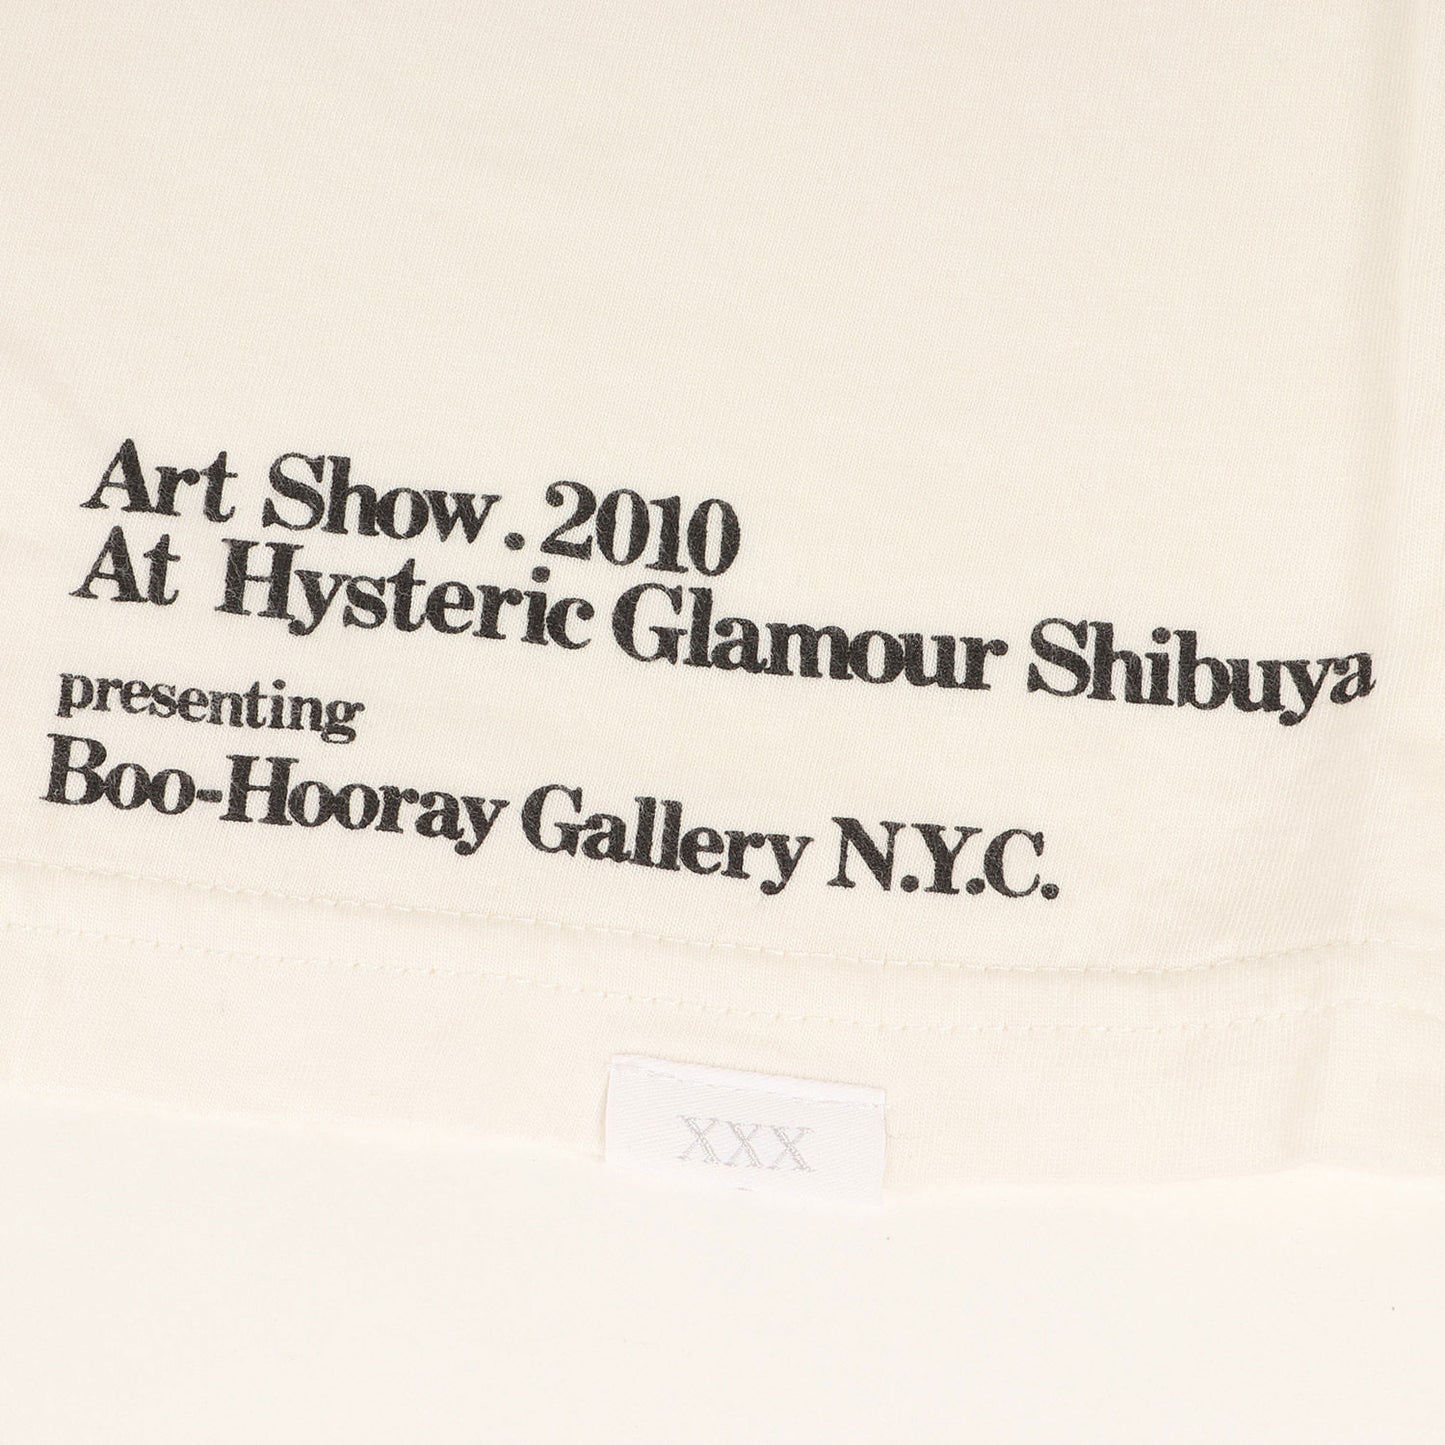 Art Show . 2010
At Hysteric Glamour Shibuya
presenting
Boo-Hooray Gallery N.Y.C.
XXX